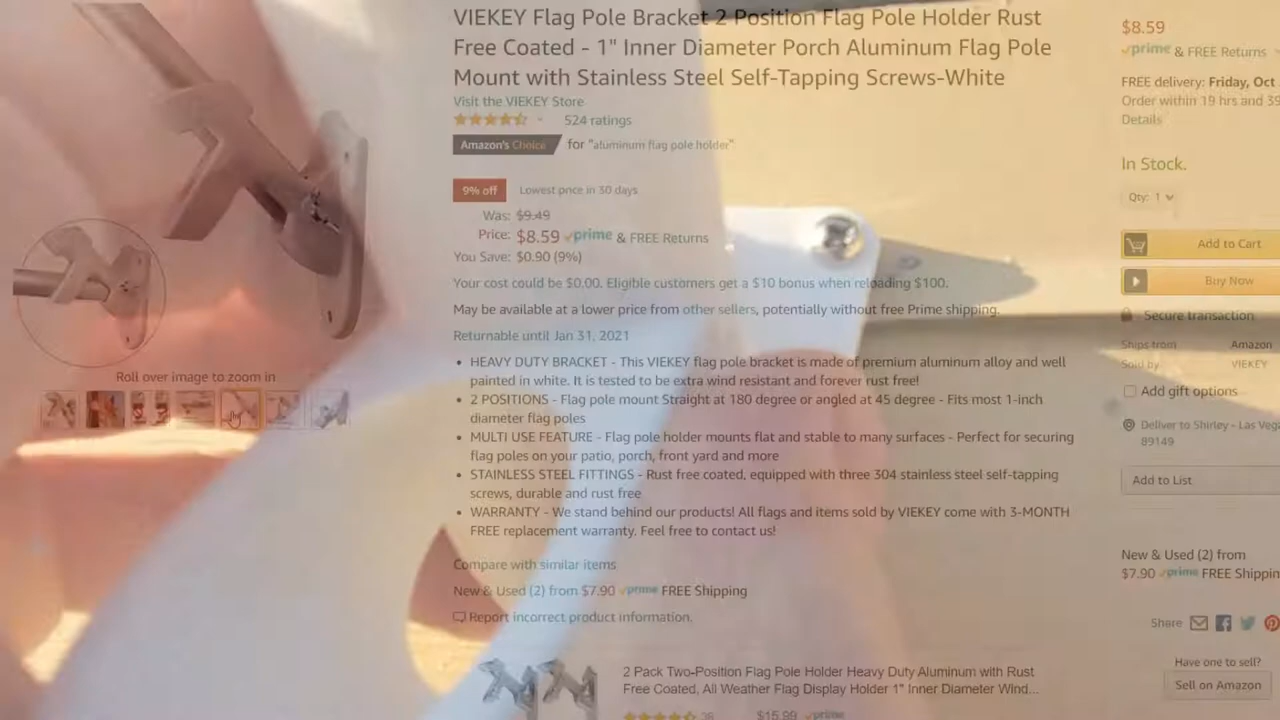 VIEKEY Flag Pole Bracket 2 Position Flag Pole Holder Rust
Free Coated - 1" Inner Diameter Porch Aluminum Flag Pole
Mount with Stainless Steel Self-Tapping Screws-White
Visit the VIEKEY Store
524 ratings
Amazon's Choice for "aluminum flag pole holder"
9% off Lowest price in 30 days
Was: $9.49
Price: $8.59 prime & FREE Returns
You Save: $0.90 (9%)
Your cost could be $0.00. Eligible customers get a $10 bonus when reloading $100.
May be available at a lower price from other sellers, potentially without free Prime shipping.
Returnable until Jan 31, 2021
• HEAVY DUTY BRACKET - This VIEKEY flag pole bracket is made of premium aluminum alloy and well
painted in white. It is tested to be extra wind resistant and forever rust free!
• 2 POSITIONS - Flag pole mount Straight at 180 degree or angled at 45 degree - Fits most 1-inch
diameter flag poles
• MULTI USE FEATURE - Flag pole holder mounts flat and stable to many surfaces - Perfect for securing
flag poles on your patio, porch, front yard and more
• STAINLESS STEEL FITTINGS - Rust free coated, equipped with three 304 stainless steel self-tapping
screws, durable and rust free
• WARRANTY - We stand behind our products! All flags and items sold by VIEKEY come with 3-MONTH
FREE replacement warranty. Feel free to contact us!
Compare with similar items
New & Used (2) from $7.90 prime FREE Shipping
Report incorrect product information.
2 Pack Two-Position Flag Pole Holder Heavy Duty Aluminum with Rust
Free Coated, All Weather Flag Display Holder 1" Inner Diameter Wind...
36 $15.99 prime
Roll over image to zoom in
$8.59
prime & FREE Returns
FREE delivery: Friday, Oct
Order within 19 hrs and 39
Details
In Stock.
Qty: 1
Add to Cart
Buy Now
Secure transaction
Ships from Amazon
Sold by VIEKEY
Add gift options
Deliver to Shirley - Las Veg
89149
Add to List
New & Used (2) from
$7.90 prime FREE Shippin
Share
Have one to sell?
Sell on Amazon